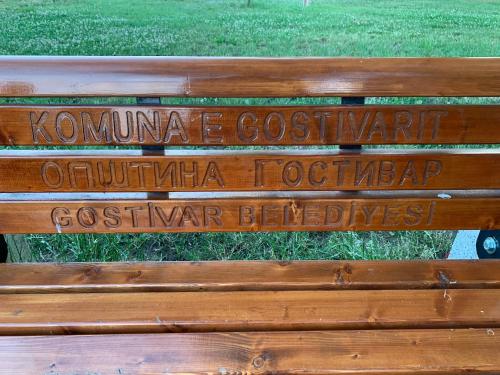 KOMUNA E GOSTIVARIT
ОПШТИНА ГОСТИВАР
GOSTİVAR BELEDİYESİ